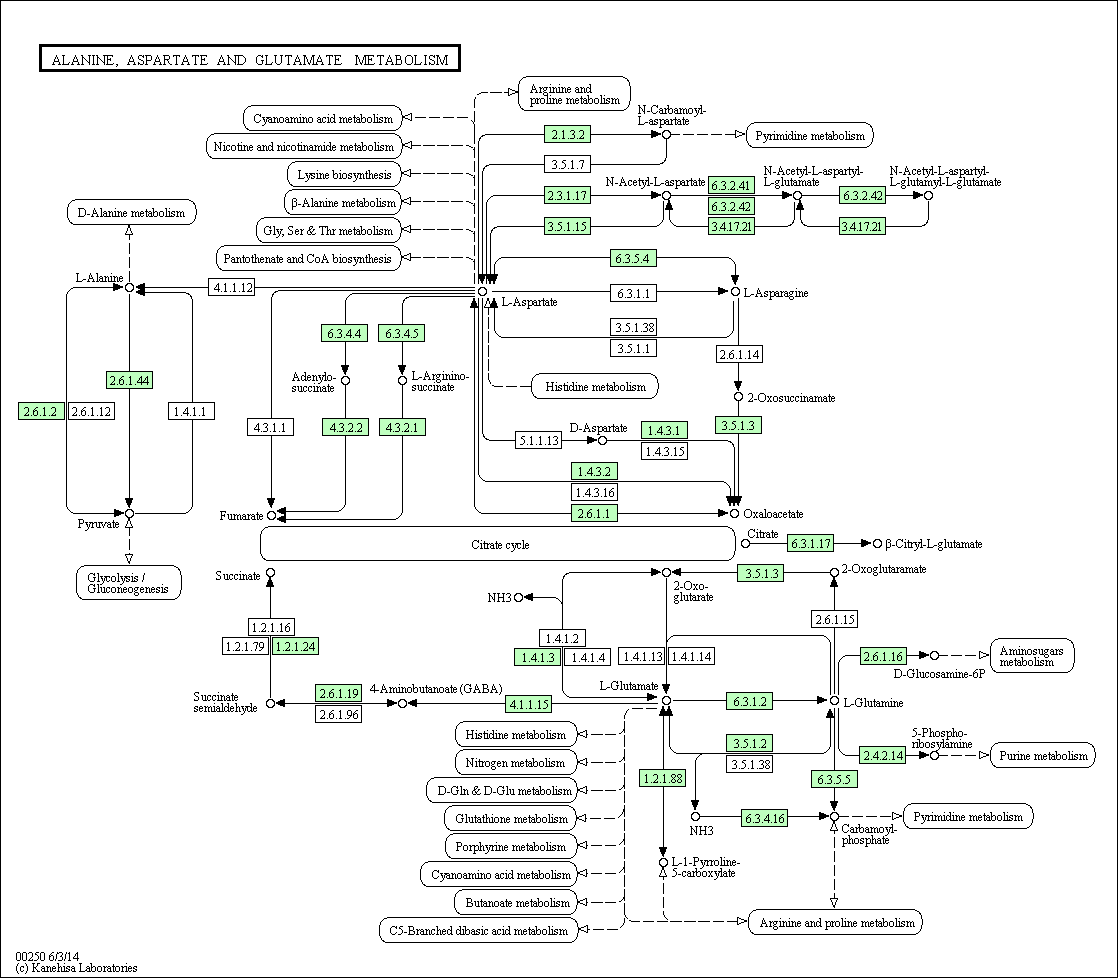 ALANINE, ASPARTATE AND GLUTAMATE METABOLISM
Arginine and
proline metabolism
Cyanoamino acid metabolism
N-Carbamoyl-
L-aspartate
2.1.3.2
Pyrimidine metabolism
Nicotine and nicotinamide metabolism
3.5.1.7
Lysine biosynthesis
N-Acetyl-L-aspartate
6.3.2.41
N-Acetyl-L-aspartyl-
L-glutamate
N-Acetyl-L-aspartyl-
L-glutamyl-L-glutamate
β-Alanine metabolism
2.3.1.17
6.3.2.42
6.3.2.42
D-Alanine metabolism
Gly, Ser & Thr metabolism
3.5.1.15
3.4.17.21
3.4.17.21
Pantothenate and CoA biosynthesis
6.3.5.4
L-Alanine
4.1.1.12
L-Aspartate
6.3.1.1
L-Asparagine
6.3.4.4
6.3.4.5
3.5.1.38
3.5.1.1
2.6.1.14
Adenylo-
succinate
L-Arginino-
succinate
Histidine metabolism
2.6.1.44
2-Oxosuccinamate
2.6.1.2
2.6.1.12
1.4.1.1
4.3.1.1
4.3.2.2
4.3.2.1
D-Aspartate
1.4.3.1
3.5.1.3
5.1.1.13
1.4.3.15
1.4.3.2
1.4.3.16
Pyruvate
Fumarate
2.6.1.1
Oxaloacetate
Citrate cycle
Citrate
6.3.1.17
β-Citryl-L-glutamate
Glycolysis /
Gluconeogenesis
Succinate
2-Oxo-
glutarate
3.5.1.3
2-Oxoglutaramate
NH3
1.2.1.16
1.2.1.79
1.2.1.24
1.4.1.2
1.4.1.3
1.4.1.4
1.4.1.13
1.4.1.14
2.6.1.15
2.6.1.16
Aminosugars
metabolism
D-Glucosamine-6P
L-Glutamate
Succinate
semialdehyde
2.6.1.19
2.6.1.96
4-Aminobutanoate (GABA)
4.1.1.15
6.3.1.2
L-Glutamine
Histidine metabolism
3.5.1.2
3.5.1.38
5-Phospho-
ribosylamine
2.4.2.14
Purine metabolism
Nitrogen metabolism
1.2.1.88
6.3.5.5
D-Gln & D-Glu metabolism
Glutathione metabolism
NH3
6.3.4.16
Carbamoyl-
phosphate
Pyrimidine metabolism
Porphyrine metabolism
L-1-Pyrroline-
5-carboxylate
Cyanoamino acid metabolism
Butanoate metabolism
C5-Branched dibasic acid metabolism
Arginine and proline metabolism
00250 6/3/14
(c) Kanehisa Laboratories